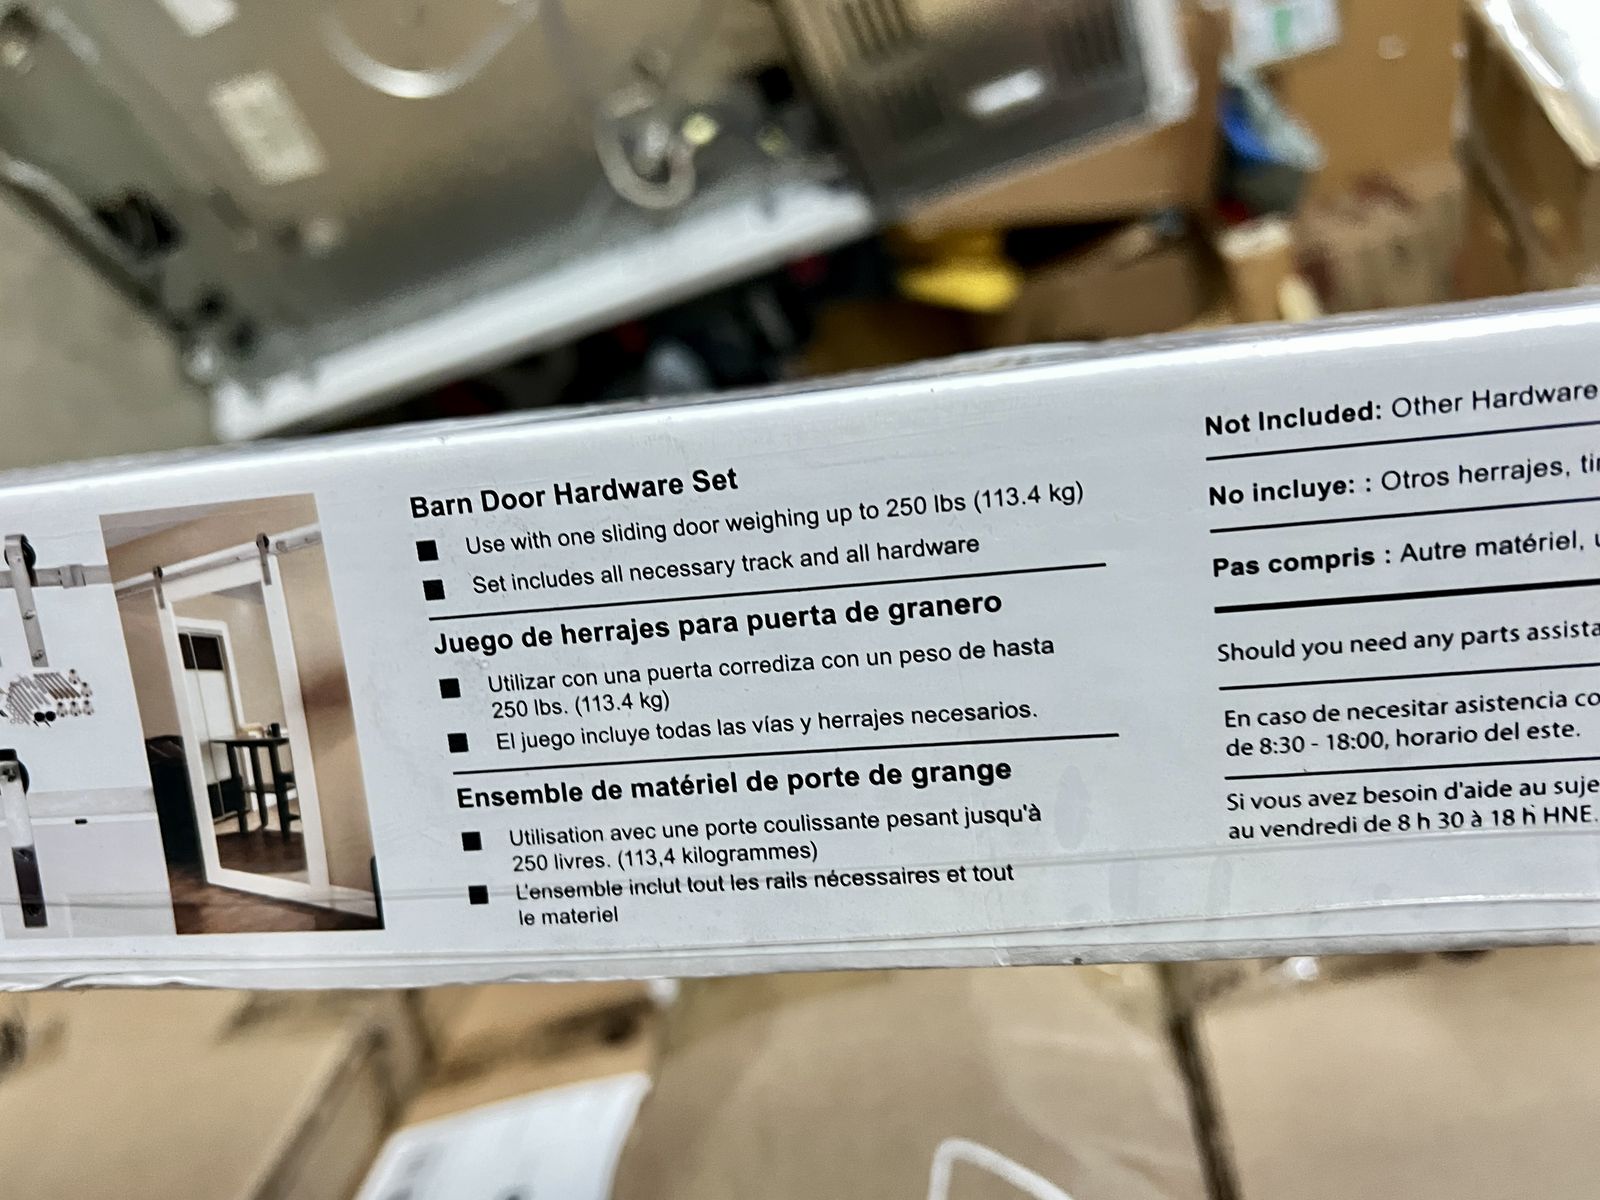 Barn Door Hardware Set
■ Use with one sliding door weighing up to 250 lbs (113.4 kg)
■ Set includes all necessary track and all hardware
Juego de herrajes para puerta de granero
■ Utilizar con una puerta corrediza con un peso de hasta
250 lbs. (113.4 kg)
■ El juego incluye todas las vías y herrajes necesarios.
Ensemble de matériel de porte de grange
■ Utilisation avec une porte coulissante pesant jusqu'à
250 livres. (113,4 kilogrammes)
■ L'ensemble inclut tout les rails nécessaires et tout
le materiel
Not Included: Other Hardware
No incluye: : Otros herrajes,
Pas compris : Autre matériel,
Should you need any parts
En caso de necesitar asistencia
de 8:30 - 18:00, horario del este.
Si vous avez besoin d'aide au
au vendredi de 8 h 30 à 18 h HNE.